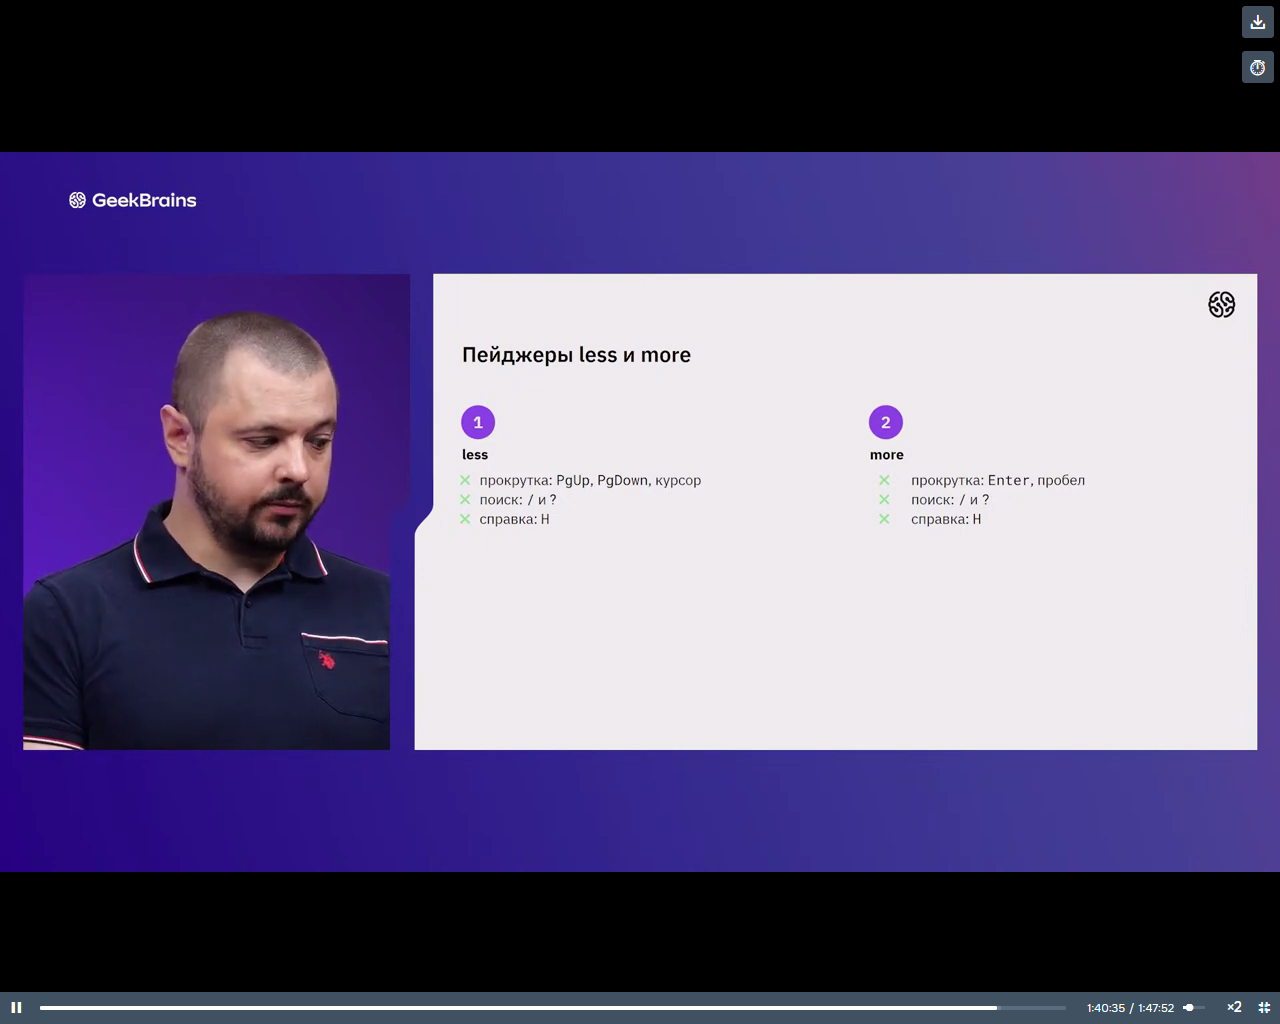 GeekBrains
Пейджеры less и more
1
less
прокрутка: PgUp, PgDown, курсор
поиск: / и ?
справка: H
2
more
прокрутка: Enter, пробел
поиск: / и ?
справка: H
1:40:35 / 1:47:52
×2